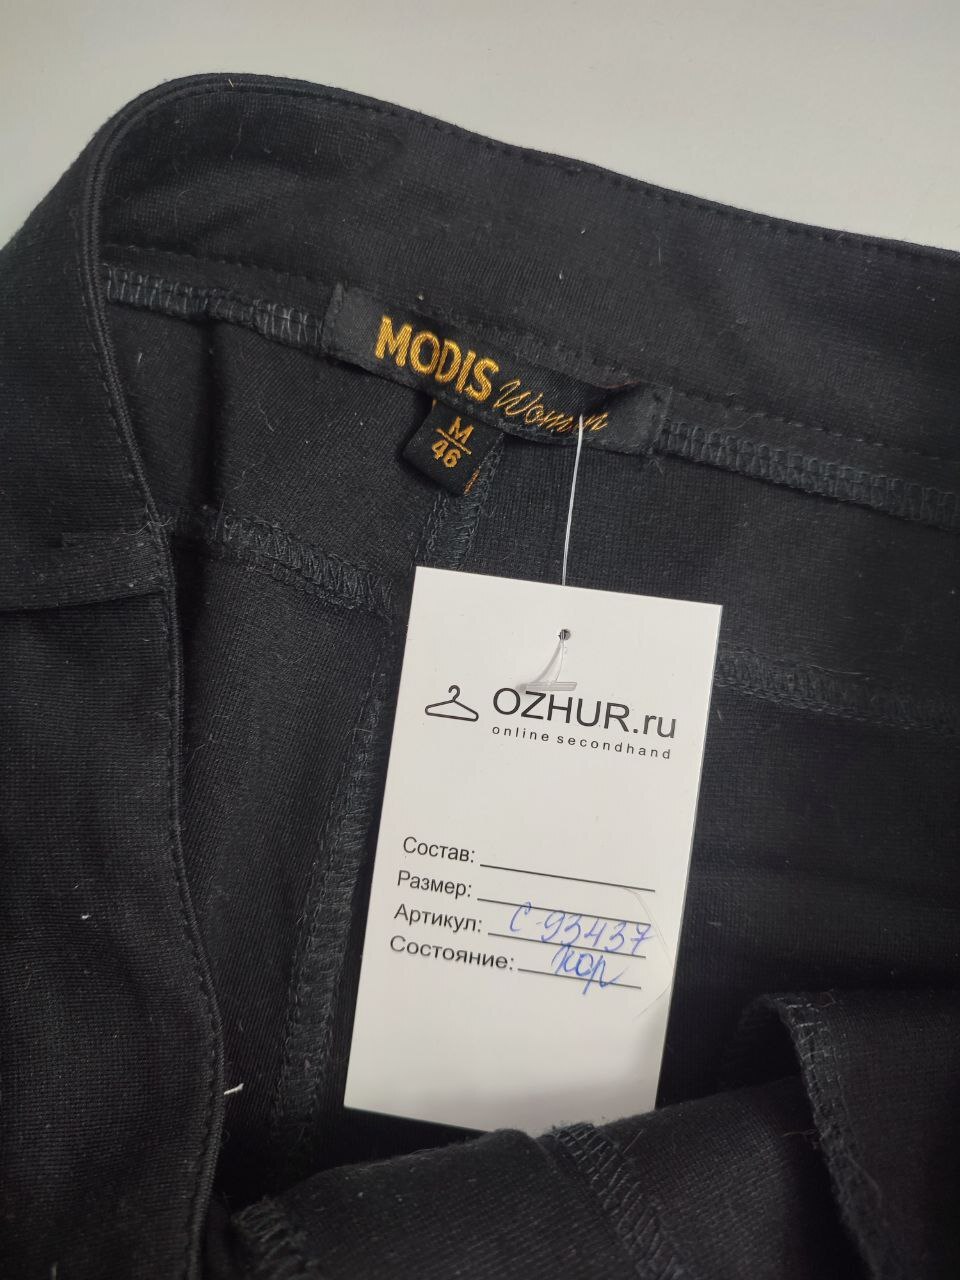 MODIS Women
M
46
OZHUR.ru
online secondhand
Состав:
Размер:
Артикул: С-93437
Состояние: хор